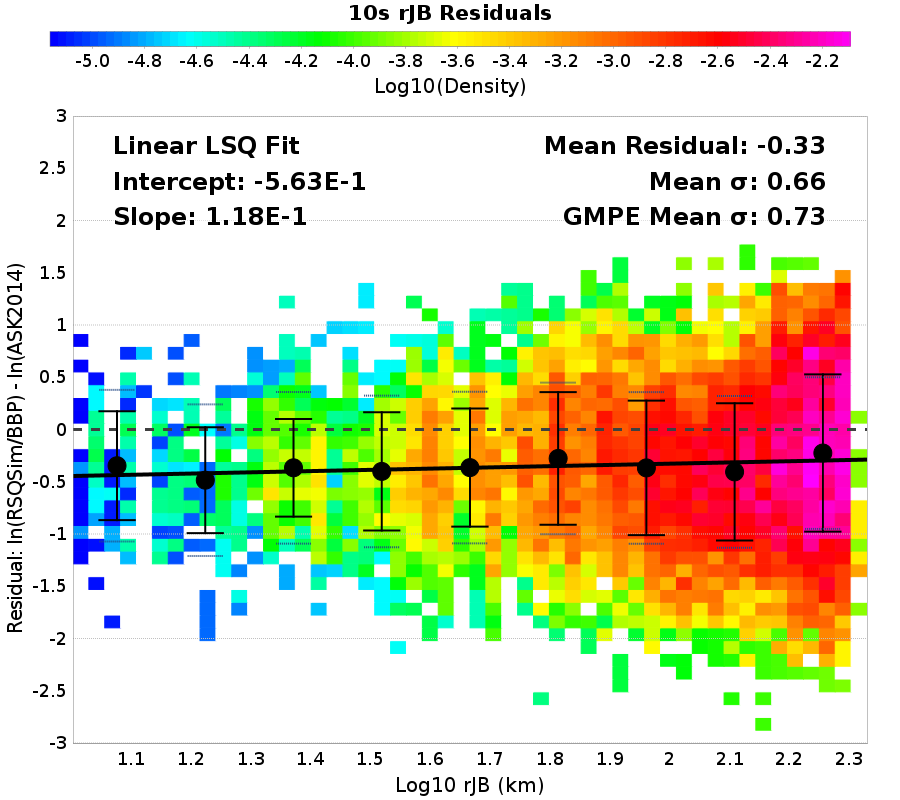 10s rJB Residuals
-5.0 -4.8 -4.6 -4.4 -4.2 -4.0 -3.8 -3.6 -3.4 -3.2 -3.0 -2.8 -2.6 -2.4 -2.2
Log10(Density)
Linear LSQ Fit
Intercept: -5.63E-1
Slope: 1.18E-1
Mean Residual: -0.33
Mean σ: 0.66
GMPE Mean σ: 0.73
Residual: ln(RSQSim/BBP) - ln(ASK2014)
3
2.5
2
1.5
1
0.5
0
-0.5
-1
-1.5
-2
-2.5
-3
1.1 1.2 1.3 1.4 1.5 1.6 1.7 1.8 1.9 2 2.1 2.2 2.3
Log10 rJB (km)